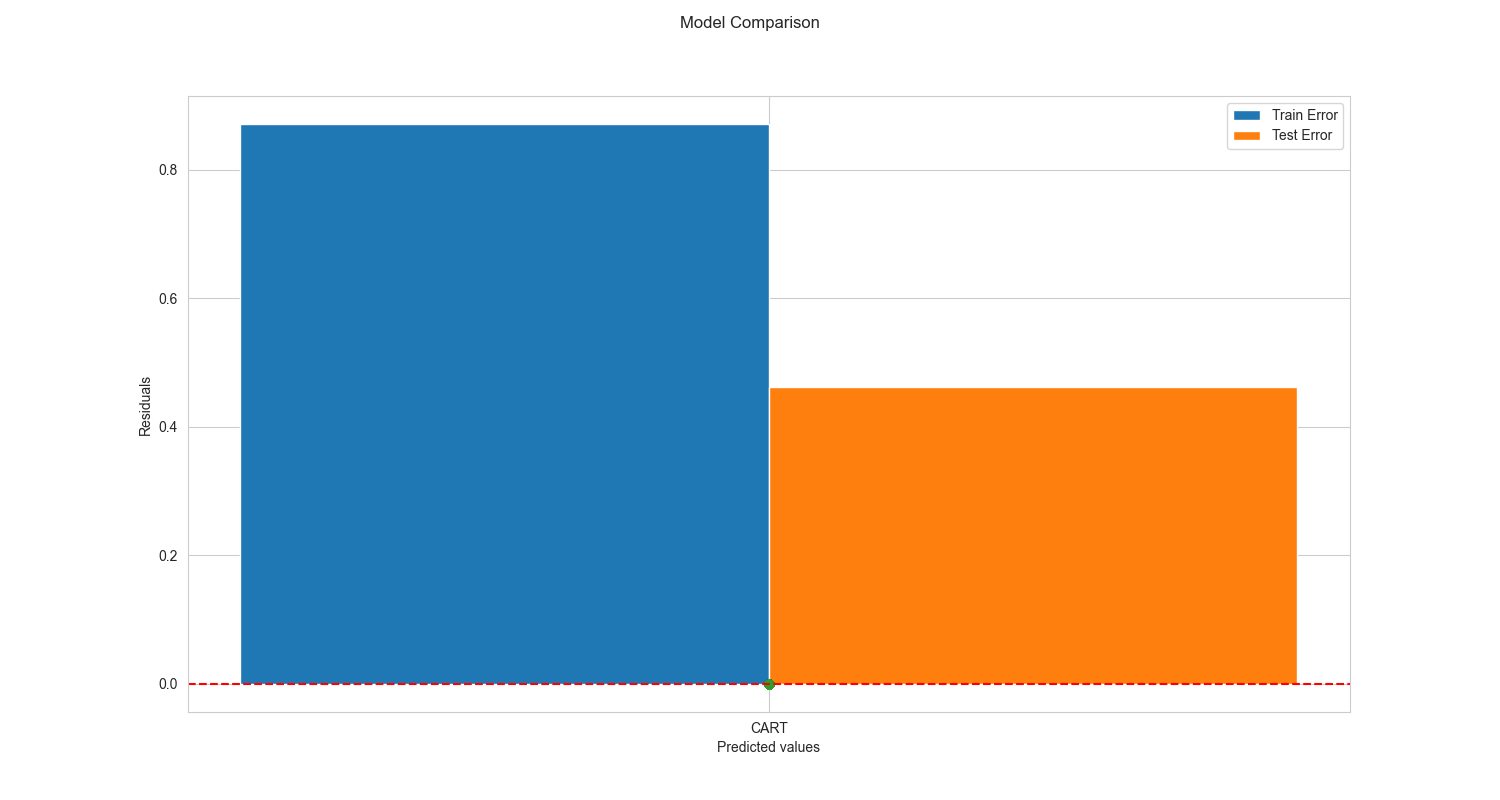 Model Comparison
Train Error
Test Error
0.8
0.6
0.4
0.2
0.0
Residuals
CART
Predicted values